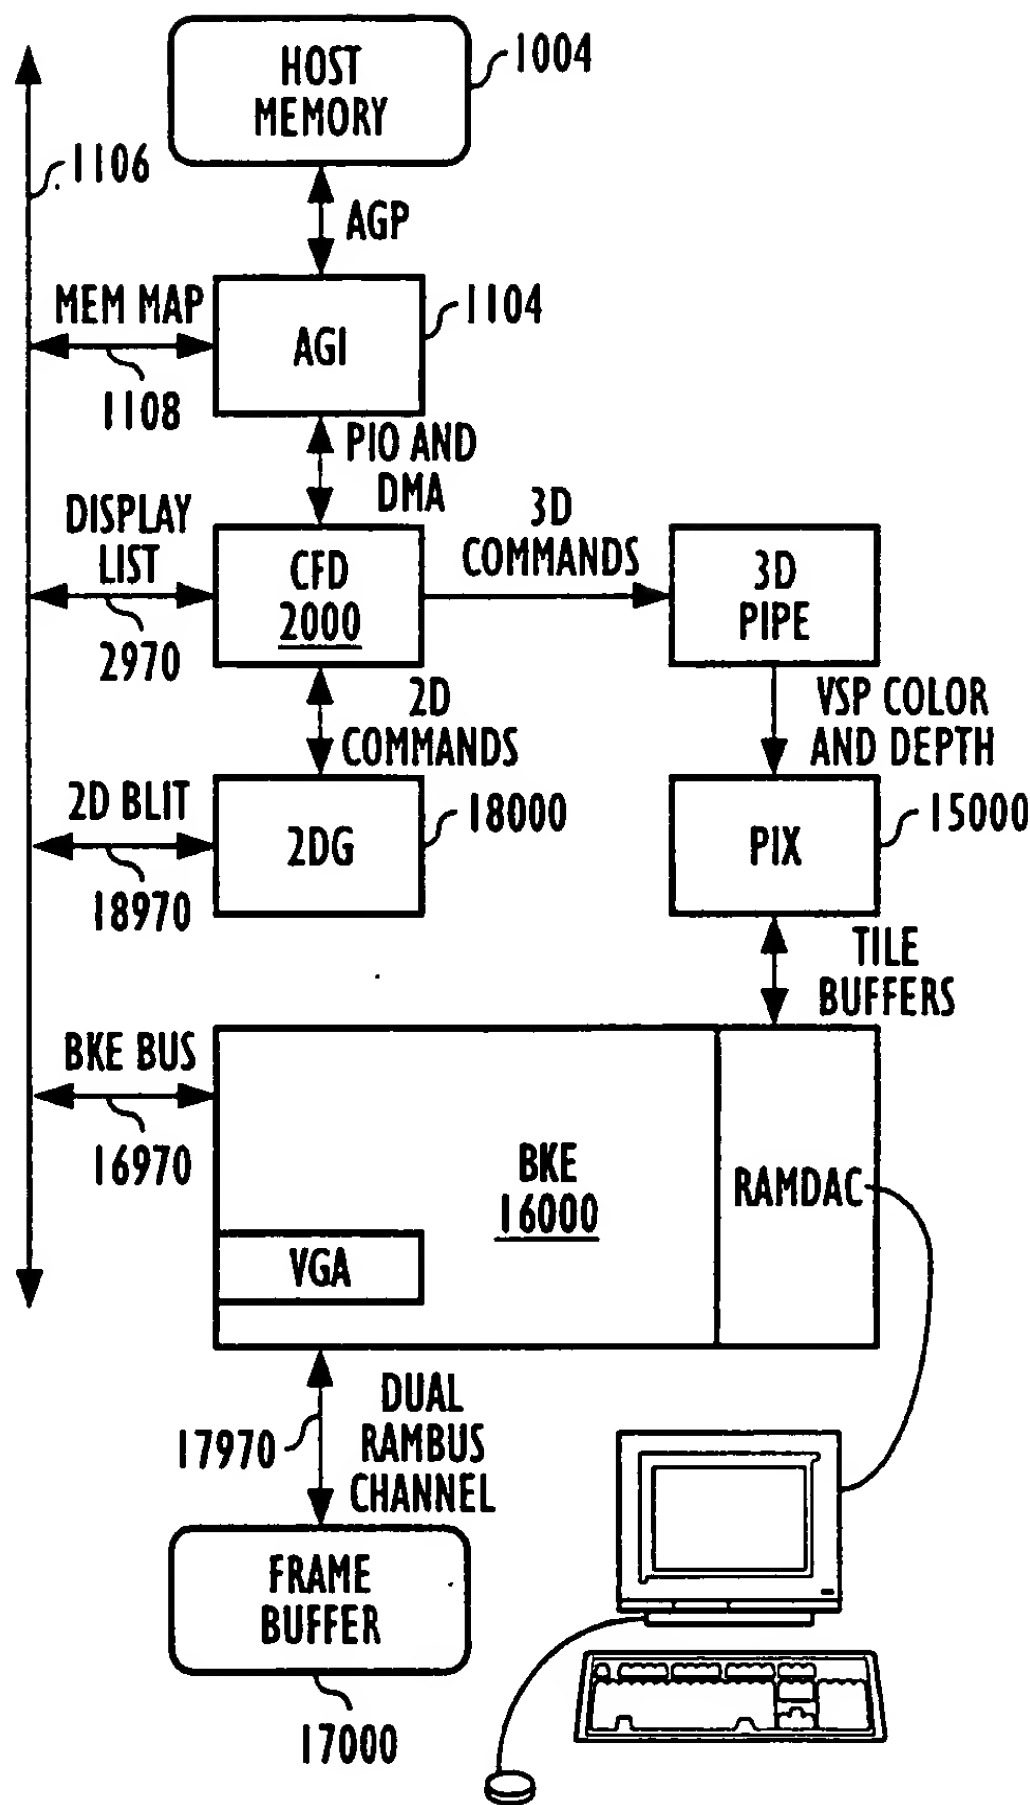 HOST
MEMORY
1004
1106
AGP
MEM MAP
1108
AGI
1104
PIO AND
DMA
DISPLAY
LIST
2970
CFD
2000
3D
COMMANDS
3D
PIPE
2D
COMMANDS
VSP COLOR
AND DEPTH
2D BLIT
18970
2DG
18000
PIX
15000
TILE
BUFFERS
BKE BUS
16970
BKE
16000
RAMDAC
VGA
17970
DUAL
RAMBUS
CHANNEL
FRAME
BUFFER
17000